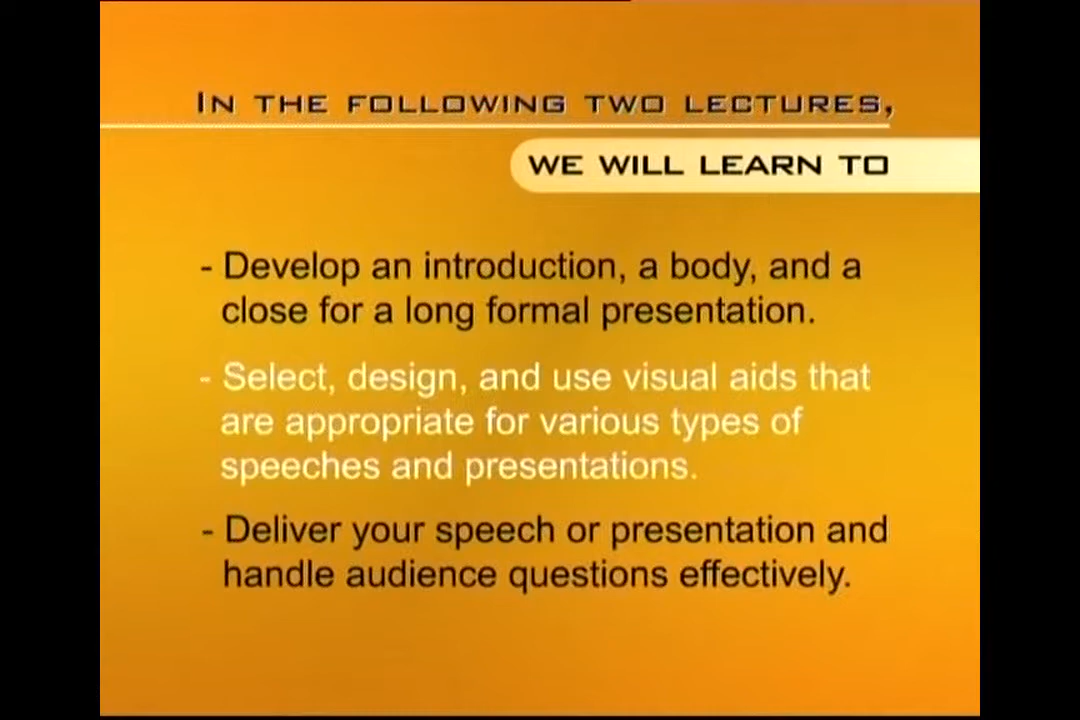 In the following two lectures,
we will learn to
- Develop an introduction, a body, and a
close for a long formal presentation.
- Select, design, and use visual aids that
are appropriate for various types of
speeches and presentations.
- Deliver your speech or presentation and
handle audience questions effectively.